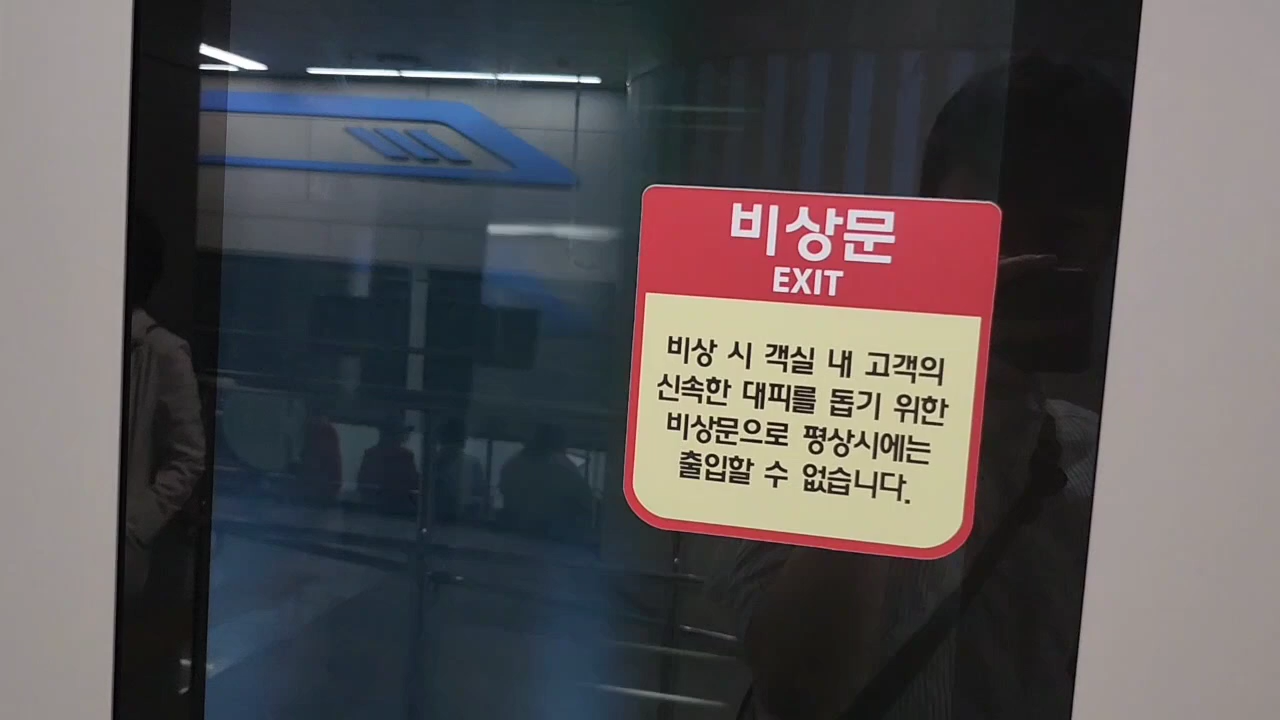 비상문
EXIT
비상 시 객실 내 고객의
신속한 대피를 돕기 위한
비상문으로 평상시에는
출입할 수 없습니다.